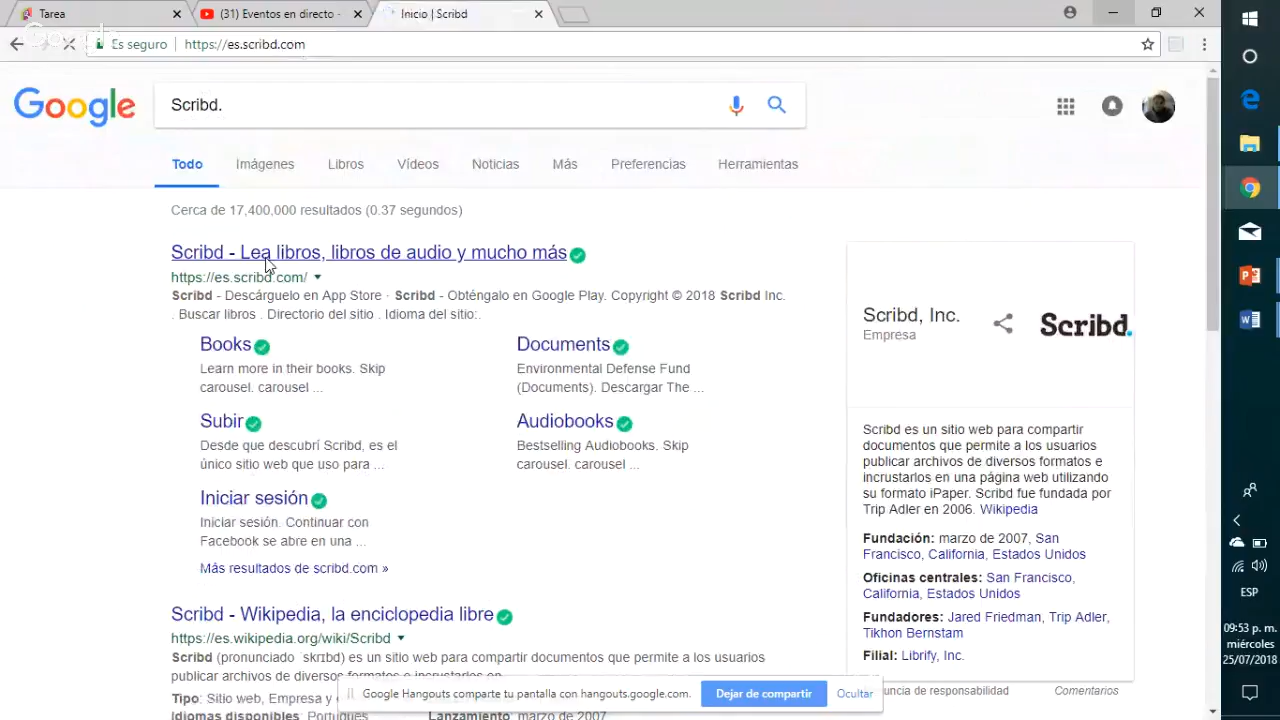 Tarea
(31) Eventos en directo -
Inicio | Scribd
Es seguro
https://es.scribd.com
Google
Scribd.
Todo
Imágenes
Libros
Vídeos
Noticias
Más
Preferencias
Herramientas
Cerca de 17,400,000 resultados (0.37 segundos)
Scribd - Lea libros, libros de audio y mucho más
https://es.scribd.com/
Scribd - Descárguelo en App Store · Scribd - Obténgalo en Google Play. Copyright © 2018 Scribd Inc.
. Buscar libros . Directorio del sitio . Idioma del sitio:.
Books
Learn more in their books. Skip
carousel. carousel ...
Documents
Environmental Defense Fund
(Documents). Descargar The ...
Subir
Desde que descubrí Scribd, es el
único sitio web que uso para ...
Audiobooks
Bestselling Audiobooks. Skip
carousel. carousel ...
Iniciar sesión
Iniciar sesión. Continuar con
Facebook se abre en una ...
Más resultados de scribd.com »
Scribd - Wikipedia, la enciclopedia libre
https://es.wikipedia.org/wiki/Scribd
Scribd (pronunciado ˈskrɪbd) es un sitio web para compartir documentos que permite a los usuarios
publicar archivos de diversos formatos e incrustarlos en
Tipo: Sitio web, Empresa y
Idiomas disponibles: Portugués
Lanzamiento: marzo de 2007
Scribd, Inc.
Empresa
Scribd.
Scribd es un sitio web para compartir
documentos que permite a los usuarios
publicar archivos de diversos formatos e
incrustarlos en una página web utilizando
su formato iPaper. Scribd fue fundada por
Trip Adler en 2006. Wikipedia
Fundación: marzo de 2007, San
Francisco, California, Estados Unidos
Oficinas centrales: San Francisco,
California, Estados Unidos
Fundadores: Jared Friedman, Trip Adler,
Tikhon Bernstam
Filial: Librify, Inc.
uncia de responsabilidad
Comentarios
Google Hangouts comparte tu pantalla con hangouts.google.com.
Dejar de compartir
Ocultar
ESP
09:53 p. m.
miércoles
25/07/2018